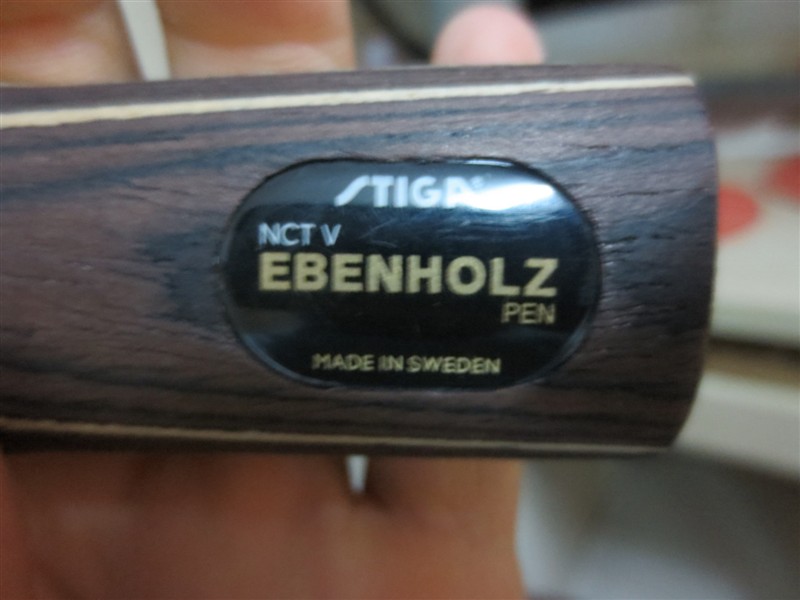 STIGA®
NCT V
EBENHOLZ
PEN
MADE IN SWEDEN